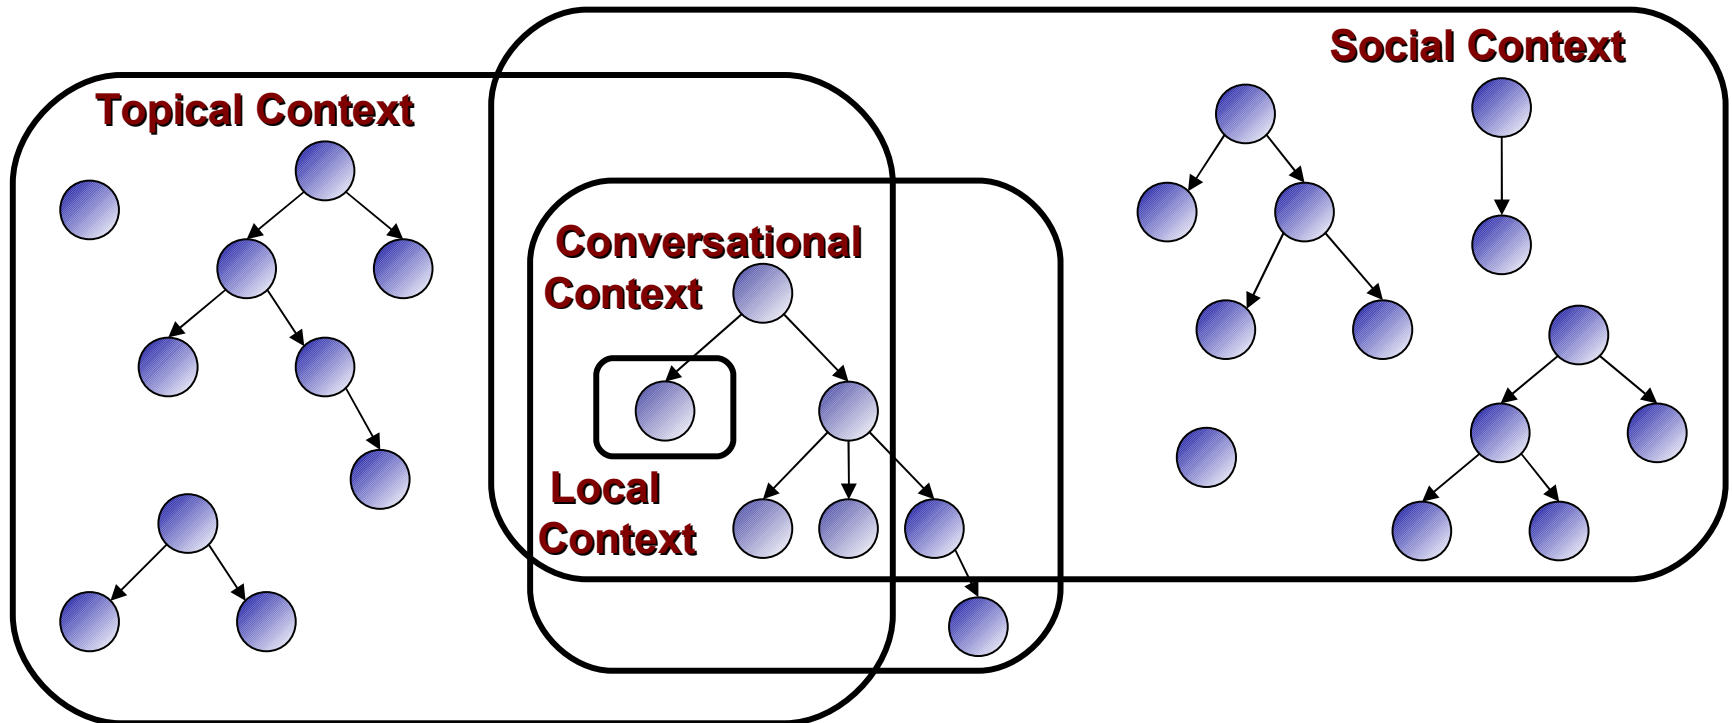 Social Context
Topical Context
Conversational
Context
Local
Context